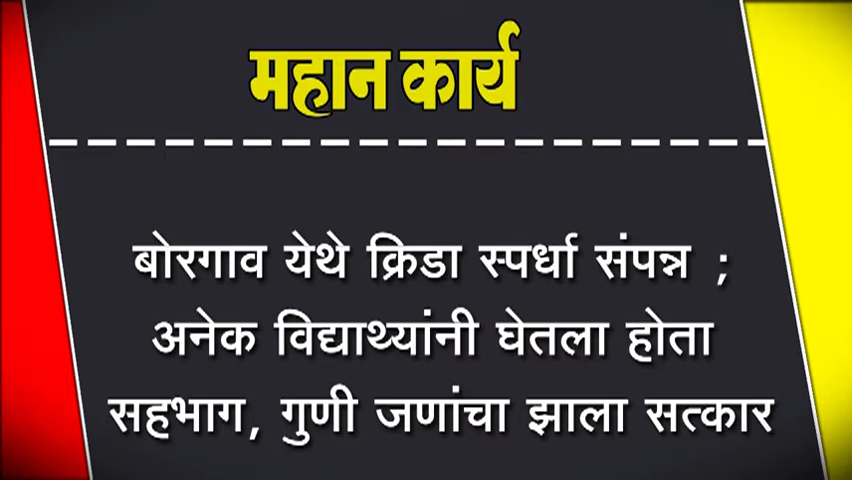 महान कार्य
बोरगाव येथे क्रिडा स्पर्धा संपन्न ;
अनेक विद्याथ्यांनी घेतला होता
सहभाग, गुणी जणांचा झाला सत्कार